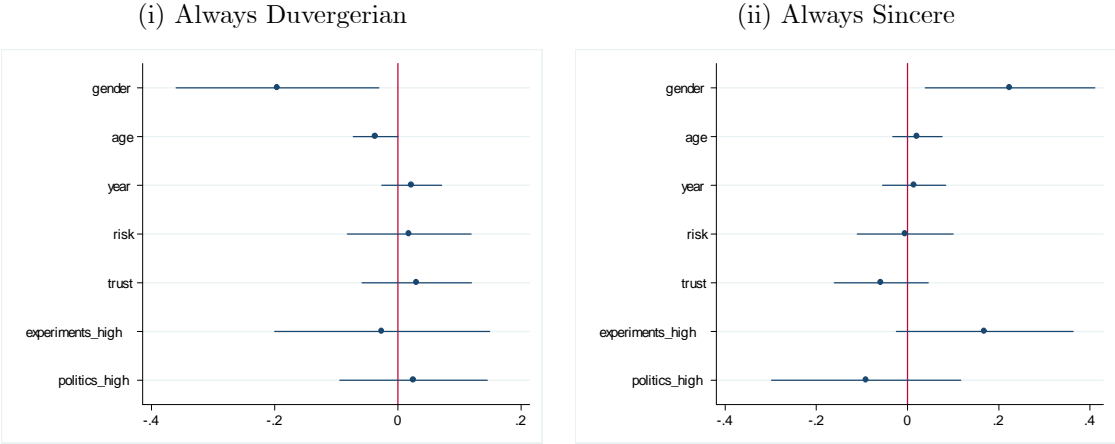 (i) Always Duvergerian
gender
age
year
risk
trust
experiments_high
politics_high
-.4 -.2 0 .2
(ii) Always Sincere
gender
age
year
risk
trust
experiments_high
politics_high
-.4 -.2 0 .2 .4